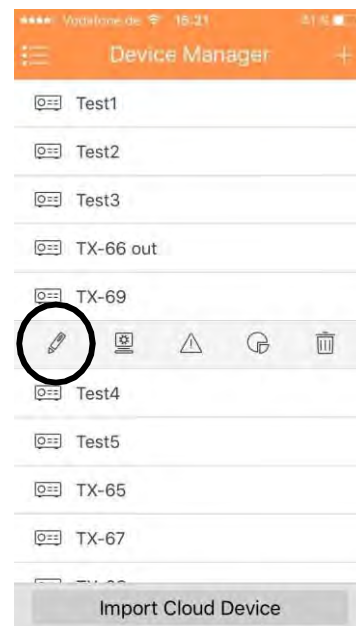 Vodafone.de 15:21
Device Manager +
Test1
Test2
Test3
TX-66 out
TX-69
Test4
Test5
TX-65
TX-67
Import Cloud Device